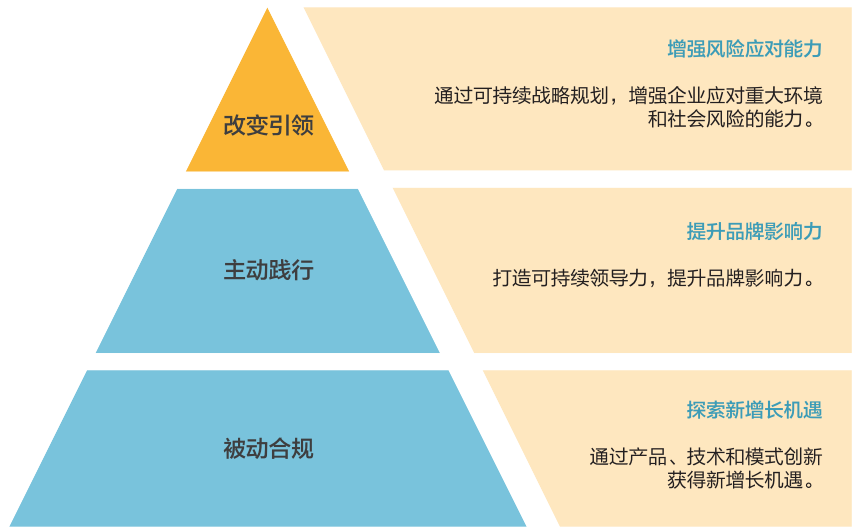 改变引领
增强风险应对能力
通过可持续战略规划，增强企业应对重大环境
和社会风险的能力。
主动践行
提升品牌影响力
打造可持续领导力，提升品牌影响力。
被动合规
探索新增长机遇
通过产品、技术和模式创新
获得新增长机遇。